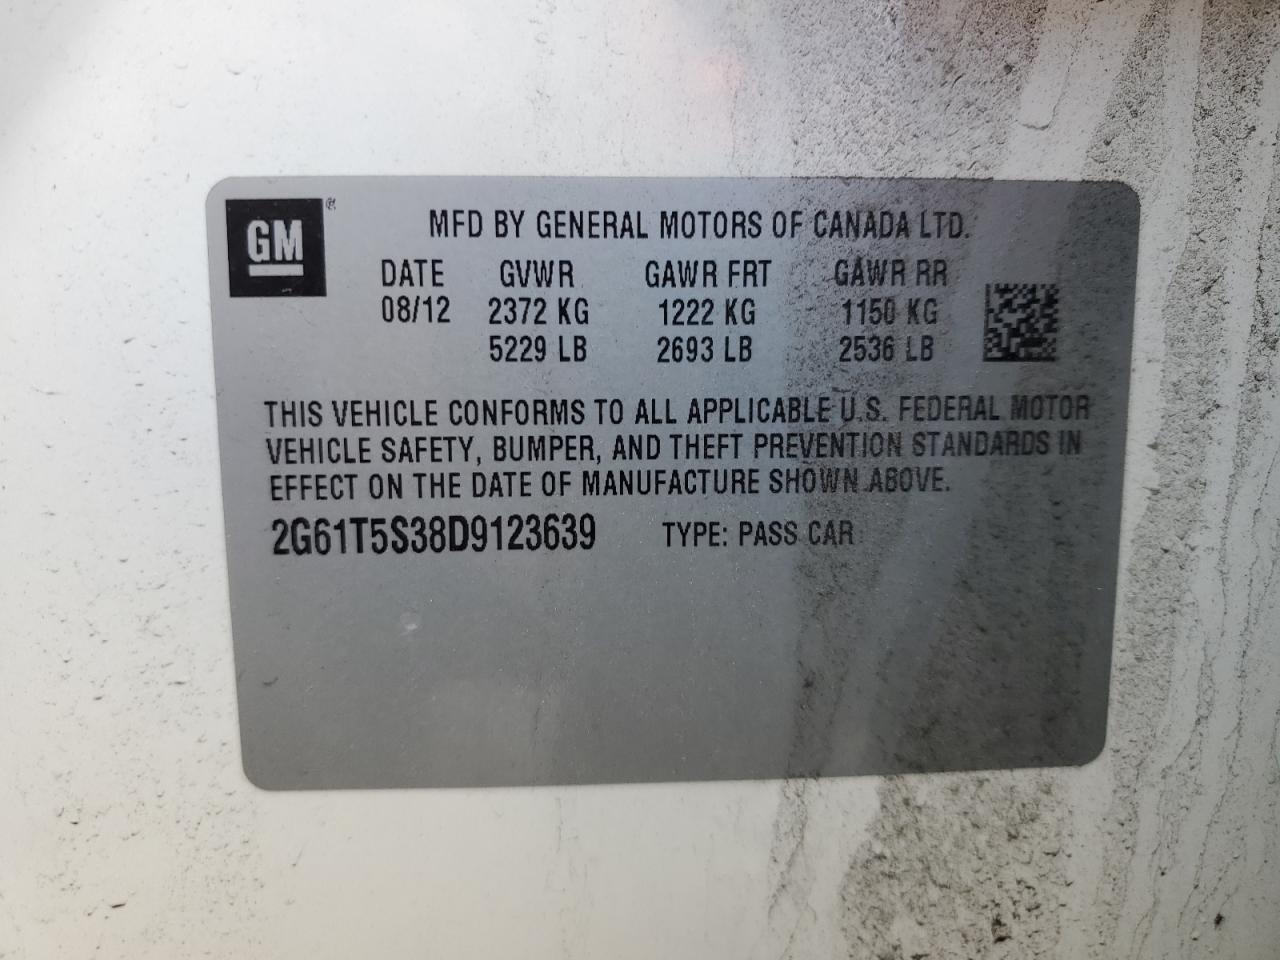 GM ®
MFD BY GENERAL MOTORS OF CANADA LTD.
DATE GVWR GAWR FRT GAWR RR
08/12 2372 KG 1222 KG 1150 KG
5229 LB 2693 LB 2536 LB
THIS VEHICLE CONFORMS TO ALL APPLICABLE U.S. FEDERAL MOTOR
VEHICLE SAFETY, BUMPER, AND THEFT PREVENTION STANDARDS IN
EFFECT ON THE DATE OF MANUFACTURE SHOWN ABOVE.
2G61T5S38D9123639 TYPE: PASS CAR